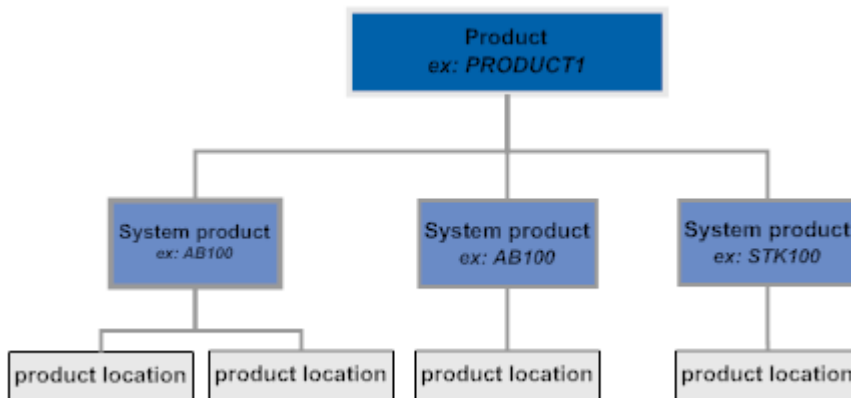 Product
ex: PRODUCT1
System product
ex: AB100
System product
ex: AB100
System product
ex: STK100
product location
product location
product location
product location